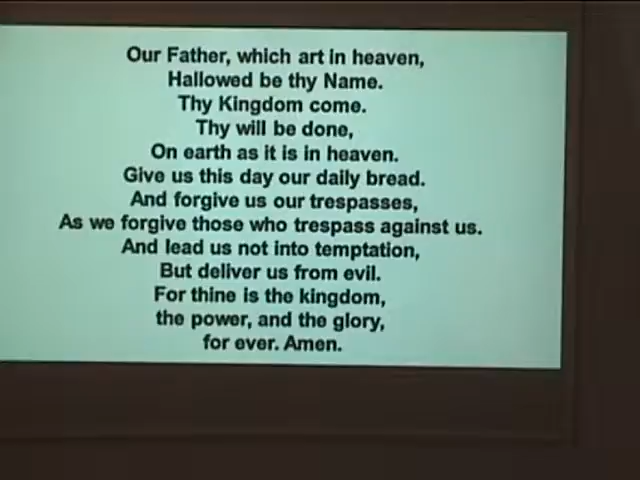 Our Father, which art in heaven,
Hallowed be thy Name.
Thy Kingdom come.
Thy will be done,
On earth as it is in heaven.
Give us this day our daily bread.
And forgive us our trespasses,
As we forgive those who trespass against us.
And lead us not into temptation,
But deliver us from evil.
For thine is the kingdom,
the power, and the glory,
for ever. Amen.